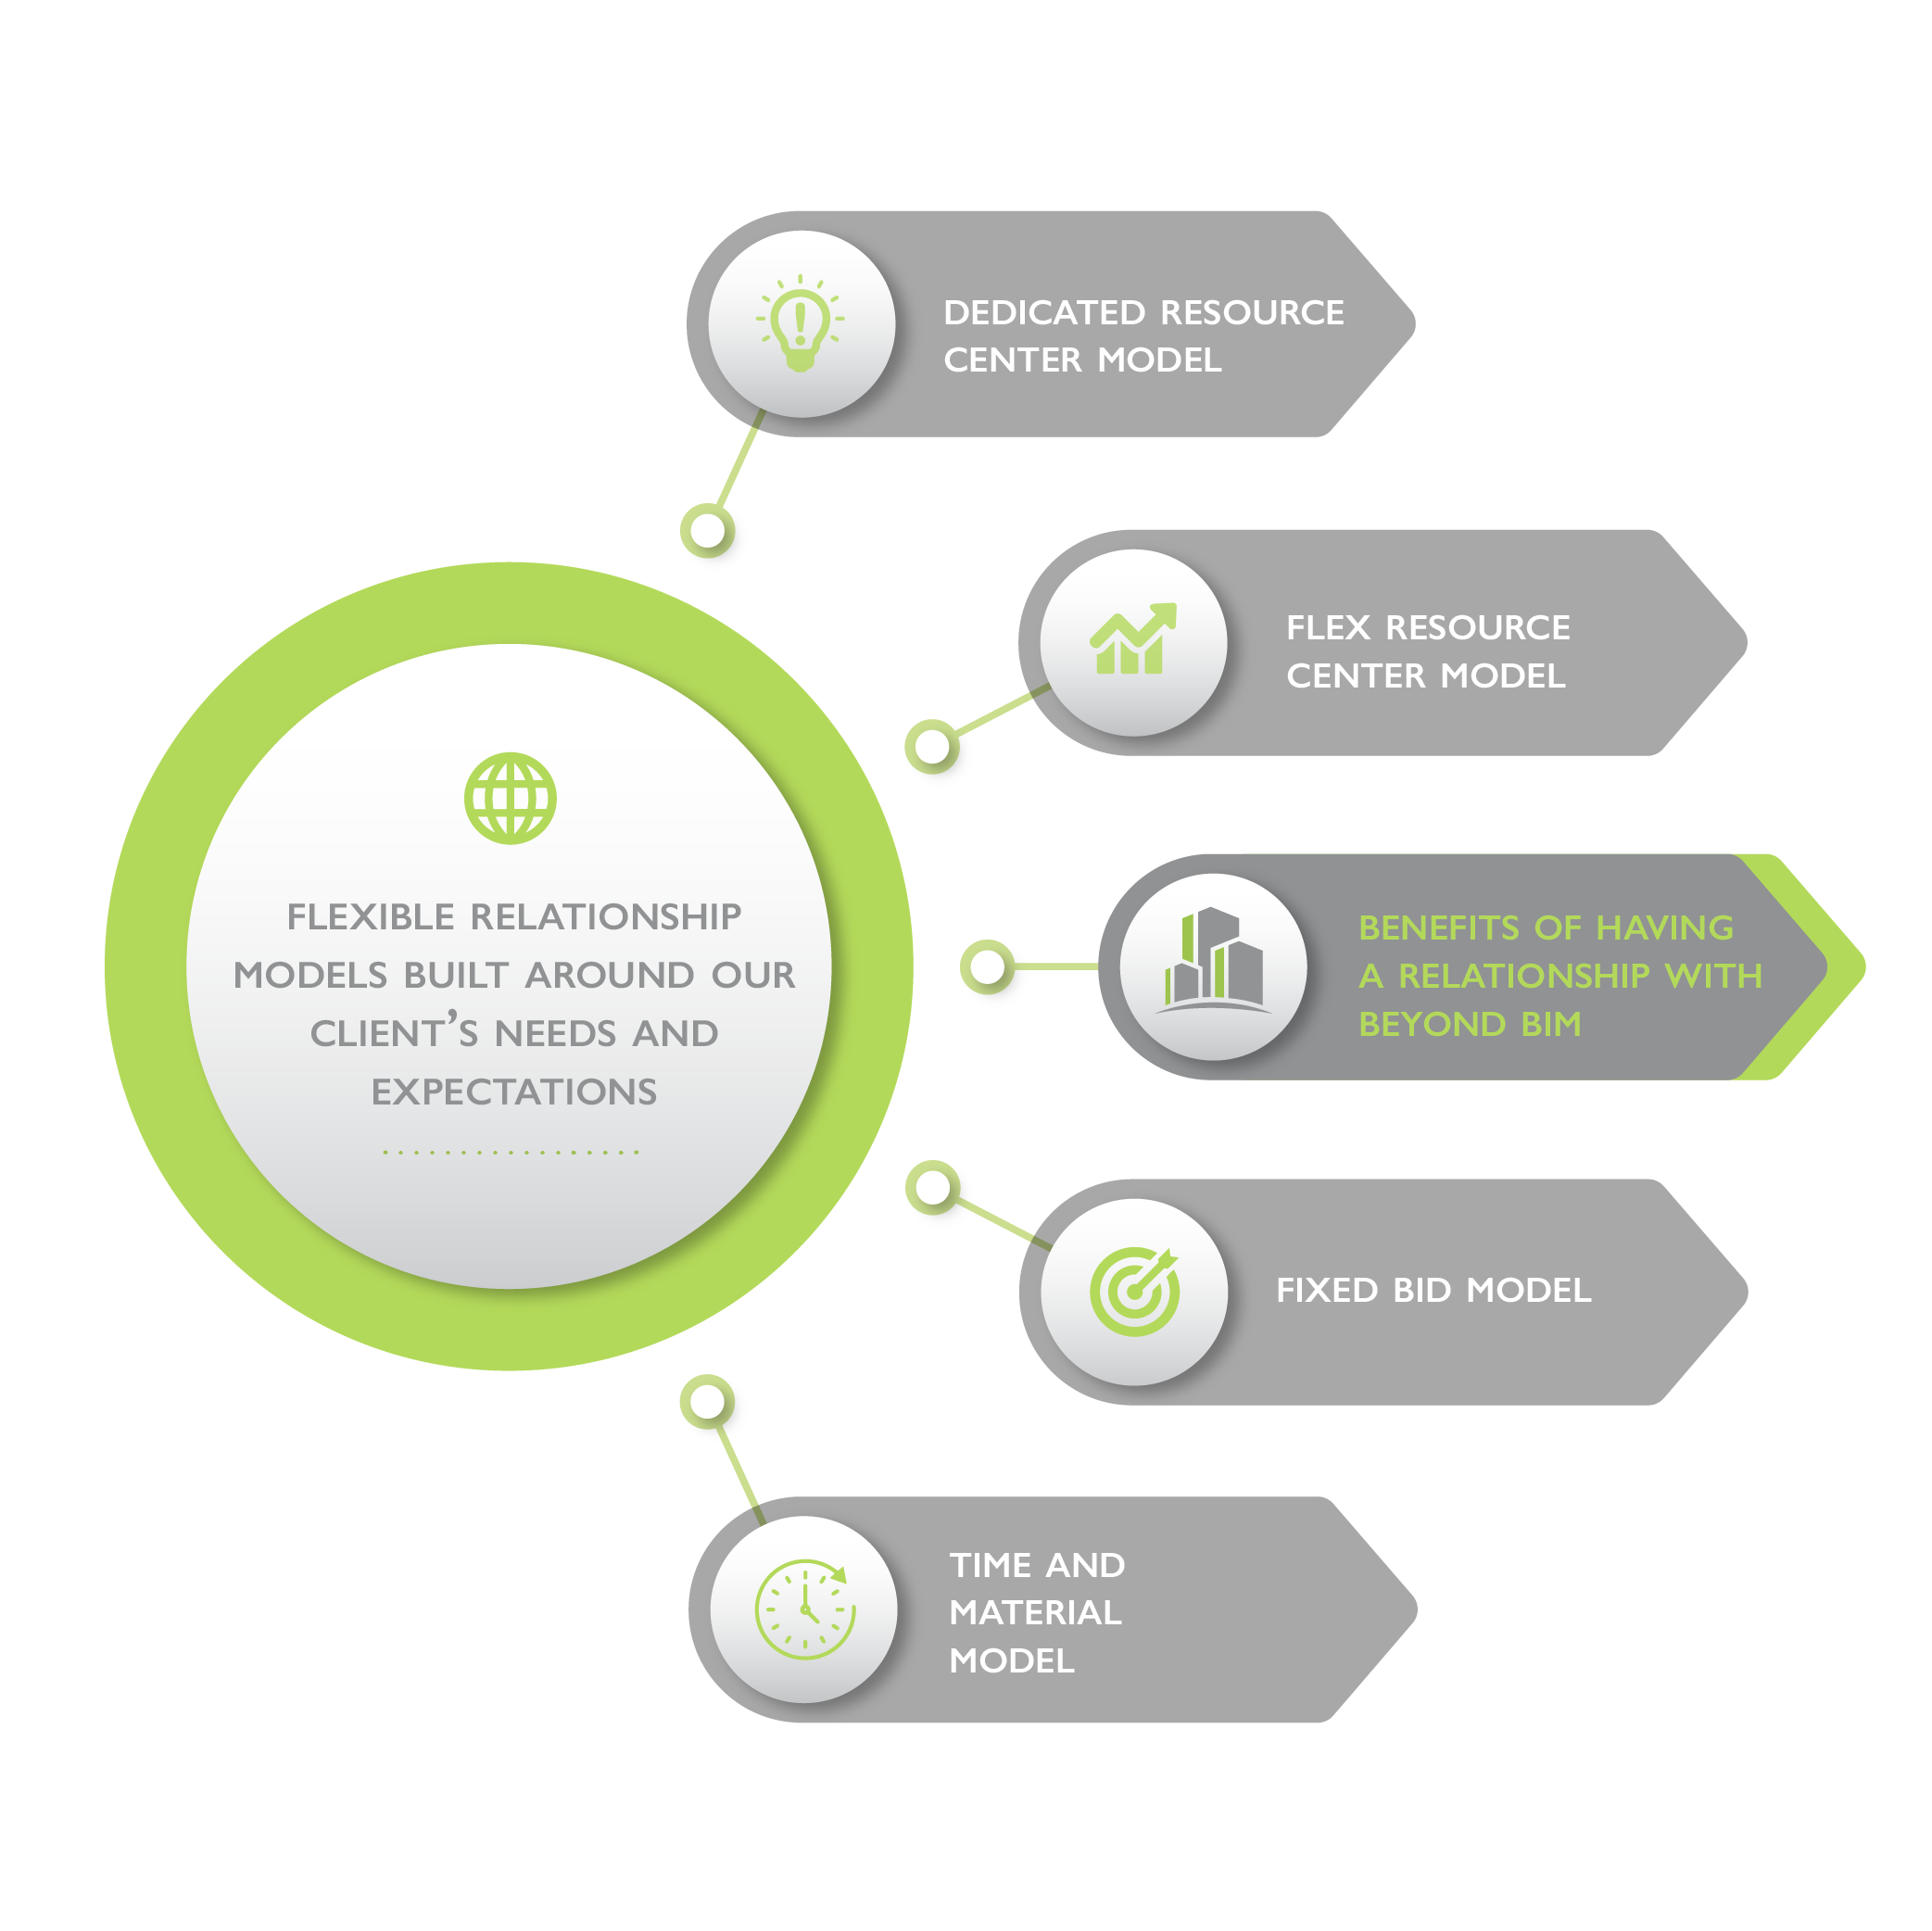 DEDICATED RESOURCE
CENTER MODEL
FLEX RESOURCE
CENTER MODEL
FLEXIBLE RELATIONSHIP
MODELS BUILT AROUND OUR
CLIENT’S NEEDS AND
EXPECTATIONS
BENEFITS OF HAVING
A RELATIONSHIP WITH
BEYOND BIM
FIXED BID MODEL
TIME AND
MATERIAL
MODEL